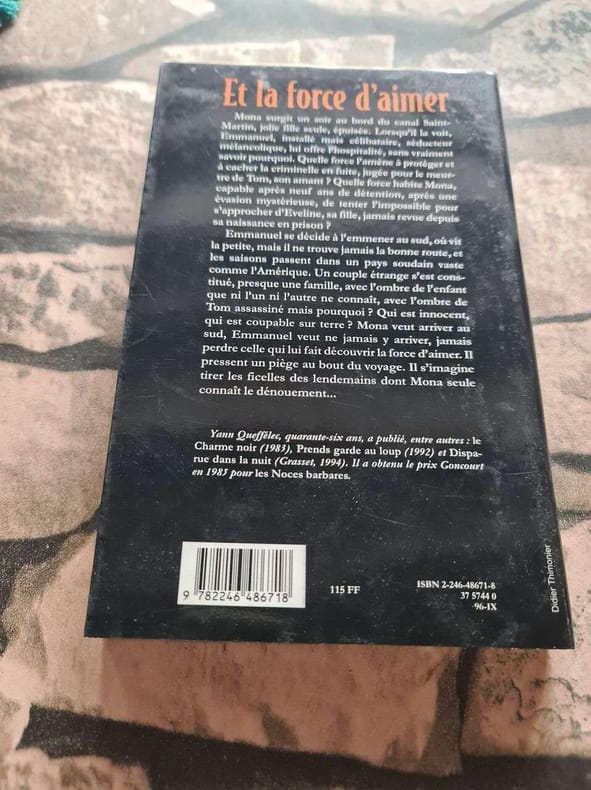 Et la force d'aimer
Mona surgit un soir au bord du canal Saint-
Martin, jolie fille seule, épuisée. Lorsqu'il la voit,
Emmanuel, installé mais célibataire, séducteur
mélancolique, lui offre l'hospitalité, sans vraiment
savoir pourquoi. Quelle force l'amène à protéger et
à cacher la criminelle en fuite, jugée pour le meur-
tre de Tom, son amant ? Quelle force habite Mona,
capable après neuf ans de détention, après une
évasion mystérieuse, de tenter l'impossible pour
s'approcher d'Eveline, sa fille, jamais revue depuis
sa naissance en prison ?
Emmanuel se décide à l'emmener au sud, où vit
la petite, mais il ne trouve jamais la bonne route, et
les saisons passent dans un pays soudain vaste
comme l'Amérique. Un couple étrange s'est cons-
titué, presque une famille, avec l'ombre de l'enfant
que ni l'un ni l'autre ne connaît, avec l'ombre de
Tom assassiné mais pourquoi ? Qui est innocent,
qui est coupable sur terre ? Mona veut arriver au
sud, Emmanuel veut ne jamais y arriver, jamais
perdre celle qui lui fait découvrir la force d'aimer. Il
pressent un piège au bout du voyage. Il s'imagine
tirer les ficelles des lendemains dont Mona seule
connaît le dénouement...
Yann Queffélec, quarante-six ans, a publié, entre autres : le
Charme noir (1983), Prends garde au loup (1992) et Dispa-
rue dans la nuit (Grasset, 1994). Il a obtenu le prix Goncourt
en 1985 pour les Noces barbares.
9 782246 486718
115 FF
ISBN 2-246-48671-8
37 5744 0
96-IX
Didier Thimonier